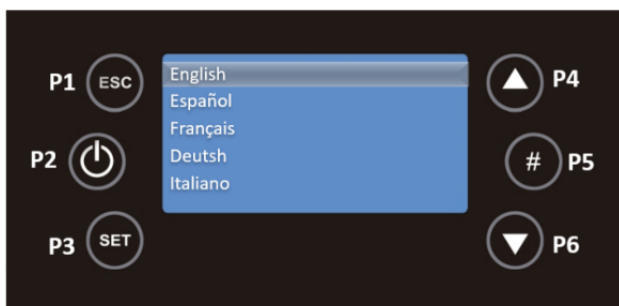 P1 ESC
English
P4
Español
Français
P2
Deutsh
# P5
Italiano
P3 SET
P6